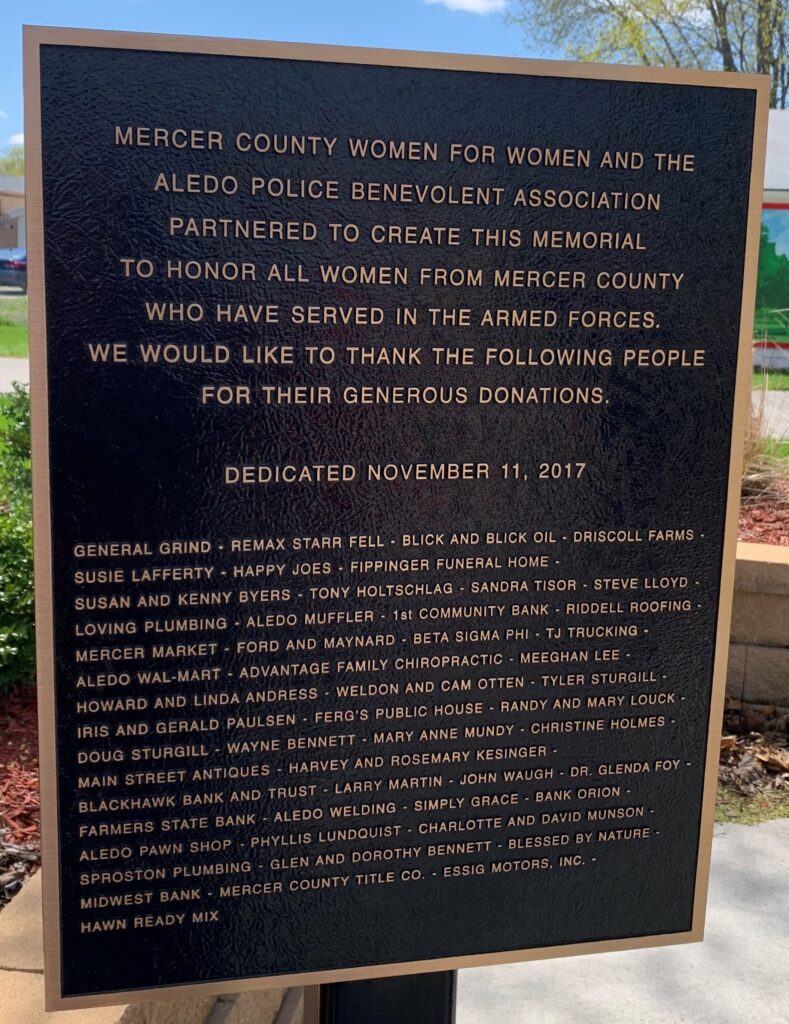 MERCER COUNTY WOMEN FOR WOMEN AND THE
ALEDO POLICE BENEVOLENT ASSOCIATION
PARTNERED TO CREATE THIS MEMORIAL
TO HONOR ALL WOMEN FROM MERCER COUNTY
WHO HAVE SERVED IN THE ARMED FORCES.
WE WOULD LIKE TO THANK THE FOLLOWING PEOPLE
FOR THEIR GENEROUS DONATIONS.
DEDICATED NOVEMBER 11, 2017
GENERAL GRIND - REMAX STARR FELL - BLICK AND BLICK OIL - DRISCOLL FARMS -
SUSIE LAFFERTY - HAPPY JOES - FIPPINGER FUNERAL HOME -
SUSAN AND KENNY BYERS - TONY HOLTSCHLAG - SANDRA TISOR - STEVE LLOYD -
LOVING PLUMBING - ALEDO MUFFLER - 1st COMMUNITY BANK - RIDDELL ROOFING -
MERCER MARKET - FORD AND MAYNARD - BETA SIGMA PHI - TJ TRUCKING -
ALEDO WAL-MART - ADVANTAGE FAMILY CHIROPRACTIC - MEEGHAN LEE -
HOWARD AND LINDA ANDRESS - WELDON AND CAM OTTEN - TYLER STURGILL -
IRIS AND GERALD PAULSEN - FERG'S PUBLIC HOUSE - RANDY AND MARY LOUCK -
DOUG STURGILL - WAYNE BENNETT - MARY ANNE MUNDY - CHRISTINE HOLMES -
MAIN STREET ANTIQUES - HARVEY AND ROSEMARY KESINGER -
BLACKHAWK BANK AND TRUST - LARRY MARTIN - JOHN WAUGH - DR. GLENDA FOY -
FARMERS STATE BANK - ALEDO WELDING - SIMPLY GRACE - BANK ORION -
ALEDO PAWN SHOP - PHYLLIS LUNDQUIST - CHARLOTTE AND DAVID MUNSON -
SPROSTON PLUMBING - GLEN AND DOROTHY BENNETT - BLESSED BY NATURE -
MIDWEST BANK - MERCER COUNTY TITLE CO. - ESSIG MOTORS, INC. -
HAWN READY MIX